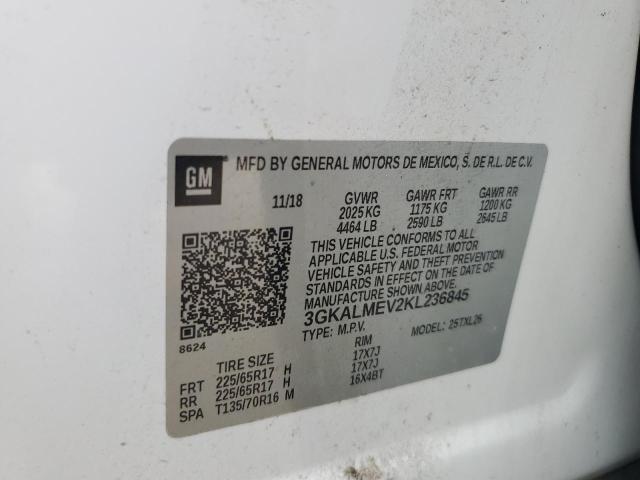 GM
MFD BY GENERAL MOTORS DE MEXICO, S. DE R.L. DE C.V.
11/18 GVWR GAWR FRT GAWR RR
2025 KG 1175 KG 1200 KG
4464 LB 2590 LB 2645 LB
THIS VEHICLE CONFORMS TO ALL
APPLICABLE U.S. FEDERAL MOTOR
VEHICLE SAFETY AND THEFT PREVENTION
STANDARDS IN EFFECT ON THE DATE OF
MANUFACTURE SHOWN ABOVE.
3GKALMEV2KL236845
TYPE: M.P.V. MODEL: 25TXL26
8624
TIRE SIZE RIM
FRT 225/65R17 H 17X7J
RR 225/65R17 H 17X7J
SPA T135/70R16 M 16X4BT